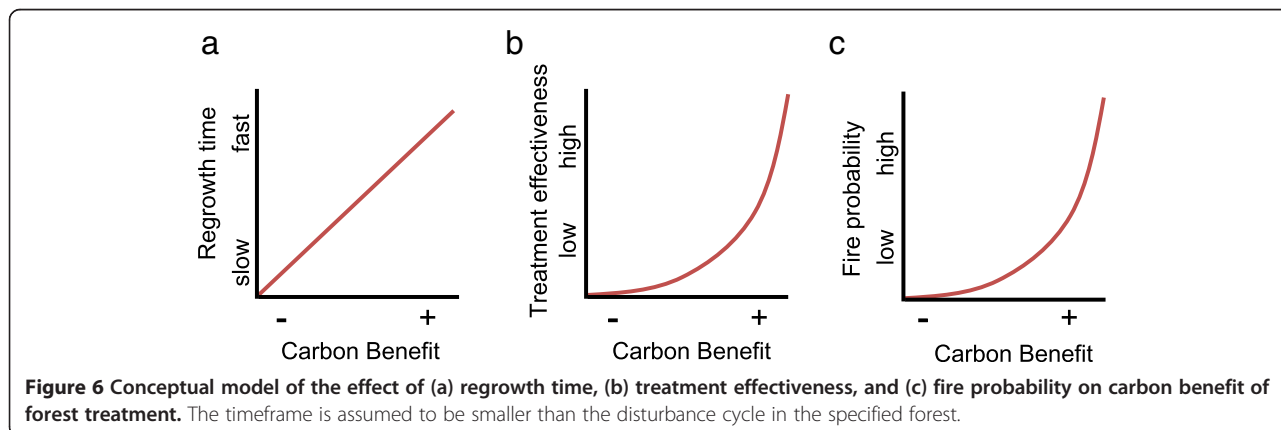 a
b
c
Regrowth time
slow
fast
- +
Carbon Benefit
Treatment effectiveness
low
high
- +
Carbon Benefit
Fire probability
low
high
- +
Carbon Benefit
Figure 6 Conceptual model of the effect of (a) regrowth time, (b) treatment effectiveness, and (c) fire probability on carbon benefit of
forest treatment. The timeframe is assumed to be smaller than the disturbance cycle in the specified forest.